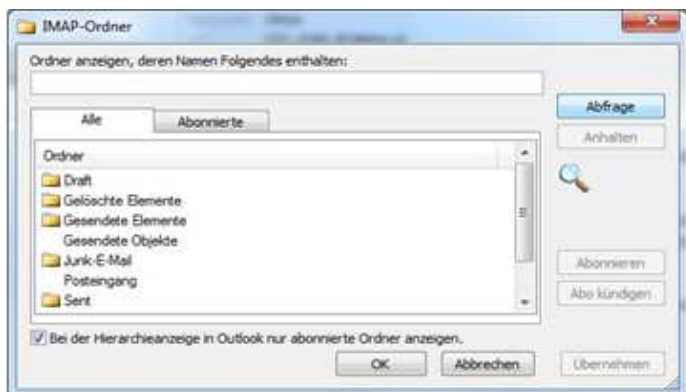 IMAP-Ordner
Ordner anzeigen, deren Namen Folgendes enthalten:
Abfrage
Anhalten
Alle
Abonnierte
Ordner
Draft
Gelöschte Elemente
Gesendete Elemente
Gesendete Objekte
Junk-E-Mail
Posteingang
Sent
Abonnieren
Abo kündigen
Bei der Hierarchieanzeige in Outlook nur abonnierte Ordner anzeigen.
OK
Abbrechen
Übernehmen